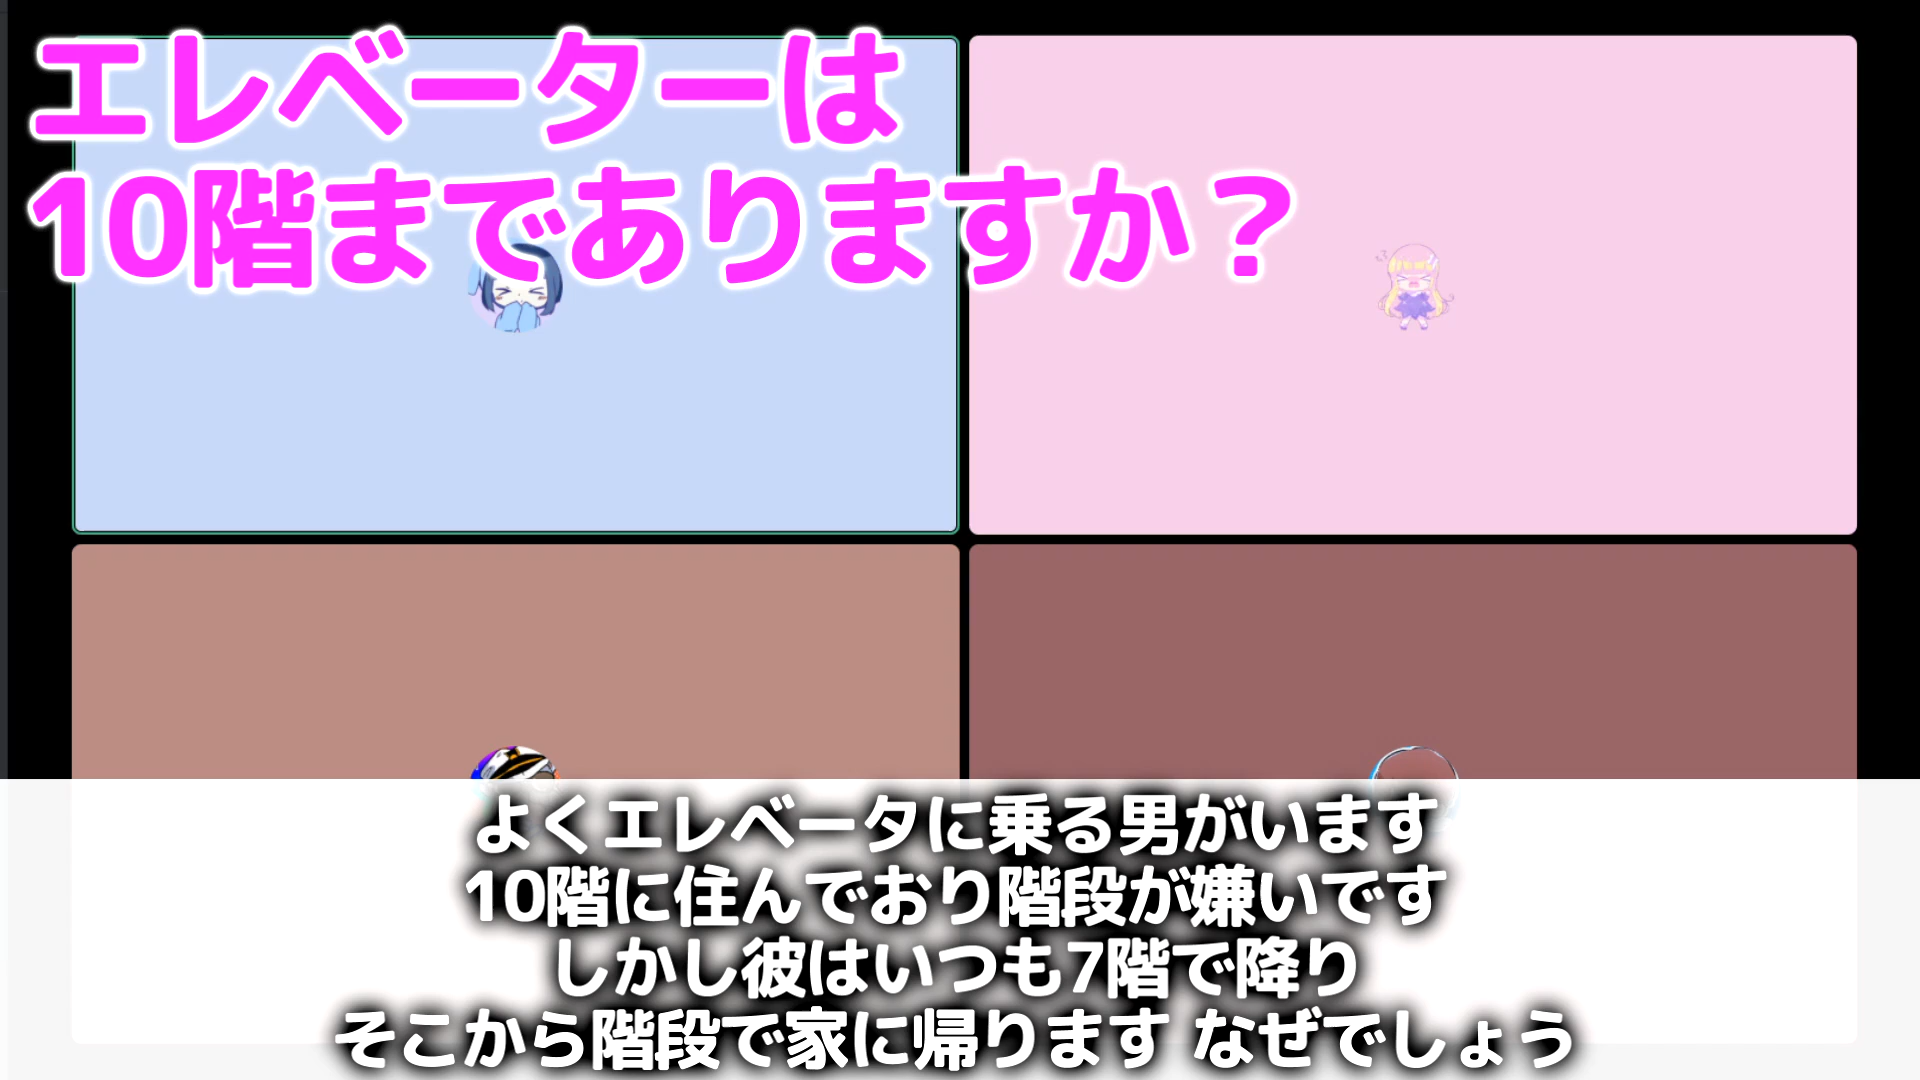 エレベーターは
10階までありますか？
よくエレベータに乗る男がいます
10階に住んでおり階段が嫌いです
しかし彼はいつも7階で降り
そこから階段で家に帰ります なぜでしょう